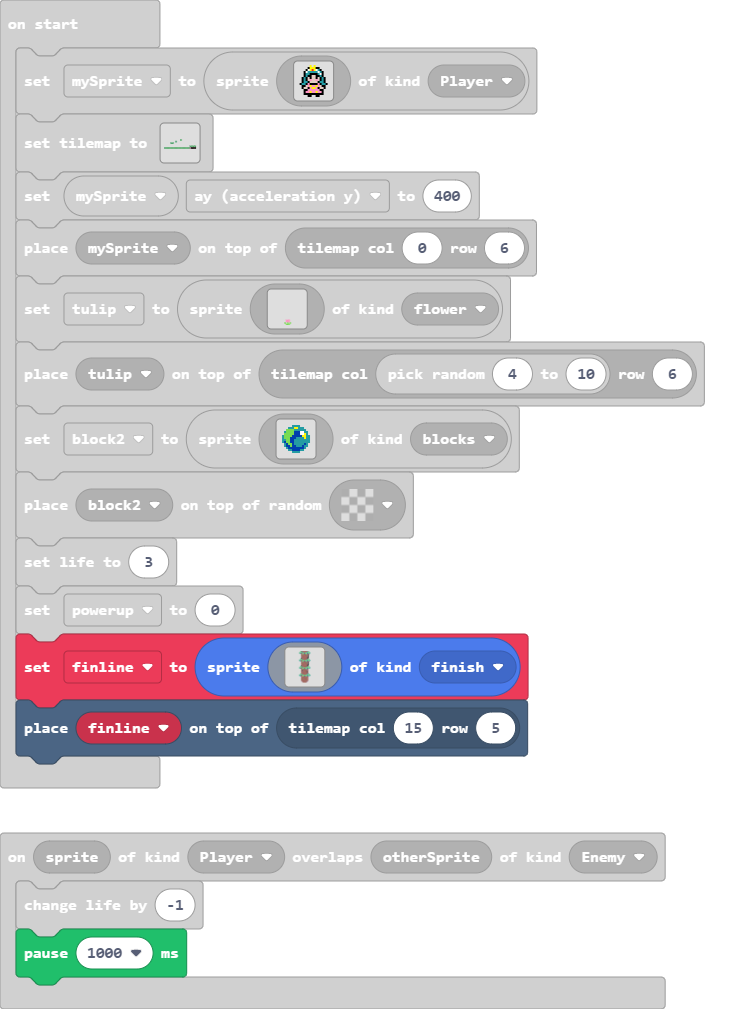 on start
set mySprite to sprite of kind Player
set tilemap to
set mySprite ay (acceleration y) to 400
place mySprite on top of tilemap col 0 row 6
set tulip to sprite of kind flower
place tulip on top of tilemap col pick random 4 to 10 row 6
set block2 to sprite of kind blocks
place block2 on top of random
set life to 3
set powerup to 0
set finline to sprite of kind finish
place finline on top of tilemap col 15 row 5
on sprite of kind Player overlaps otherSprite of kind Enemy
change life by -1
pause 1000 ms